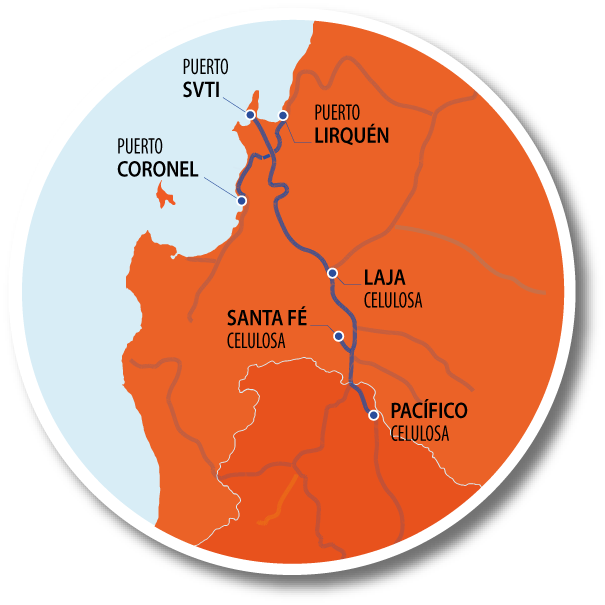 PUERTO
SVTI
PUERTO
LIRQUÉN
PUERTO
CORONEL
LAJA
CELULOSA
SANTA FÉ
CELULOSA
PACÍFICO
CELULOSA